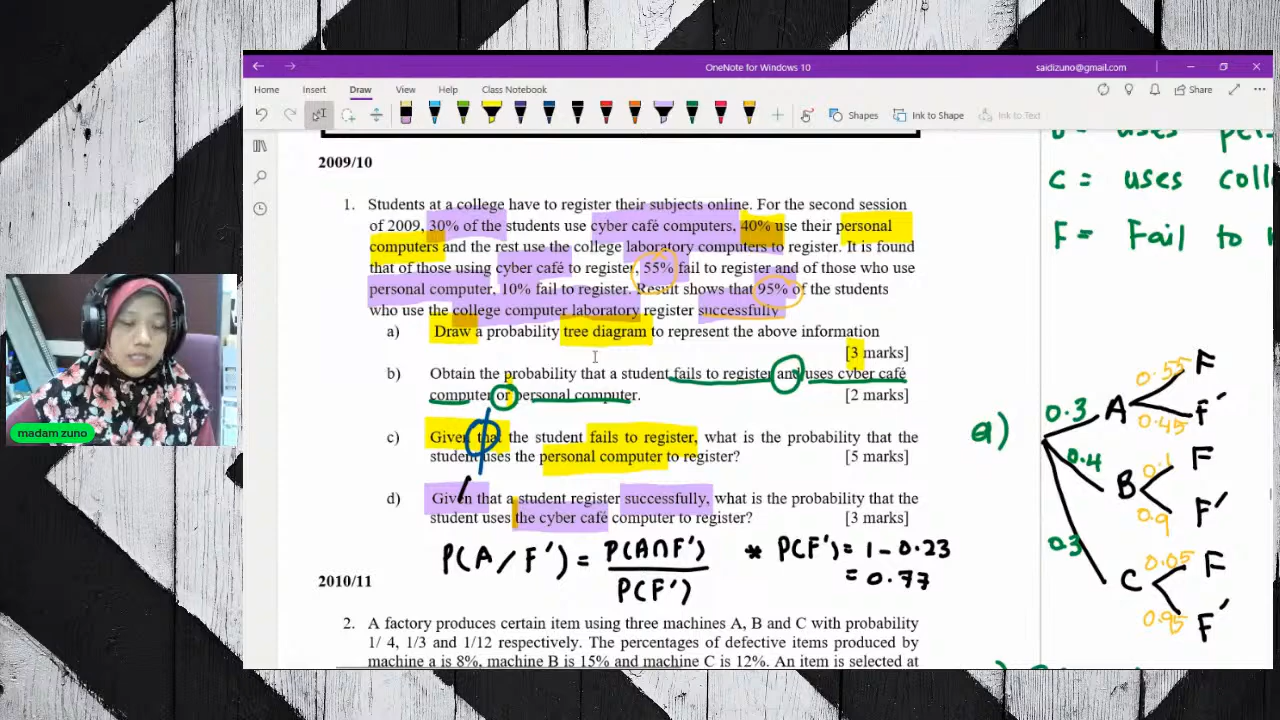 OneNote for Windows 10
saidizuno@gmail.com
Home Insert Draw View Help Class Notebook
Share
Shapes Ink to Shape Ink to Text
2009/10
1. Students at a college have to register their subjects online. For the second session
of 2009, 30% of the students use cyber café computers, 40% use their personal
computers and the rest use the college laboratory computers to register. It is found
that of those using cyber café to register, 55% fail to register and of those who use
personal computer, 10% fail to register. Result shows that 95% of the students
who use the college computer laboratory register successfully
a) Draw a probability tree diagram to represent the above information
[3 marks]
b) Obtain the probability that a student fails to register and uses cyber café
computer or personal computer. [2 marks]
c) Given that the student fails to register, what is the probability that the
student uses the personal computer to register? [5 marks]
d) Given that a student register successfully, what is the probability that the
student uses the cyber café computer to register? [3 marks]
P(A/F') = P(A∩F') / P(F')
* P(F') = 1 - 0.23
= 0.77
2010/11
2. A factory produces certain item using three machines A, B and C with probability
1/ 4, 1/3 and 1/12 respectively. The percentages of defective items produced by
machine a is 8%, machine B is 15% and machine C is 12%. An item is selected at
C = uses
F = Fail to
a)
0.3 A 0.55 F
0.45 F'
0.4 B 0.1 F
0.9 F'
0.3 C 0.05 F
0.95 F'
madam zuno